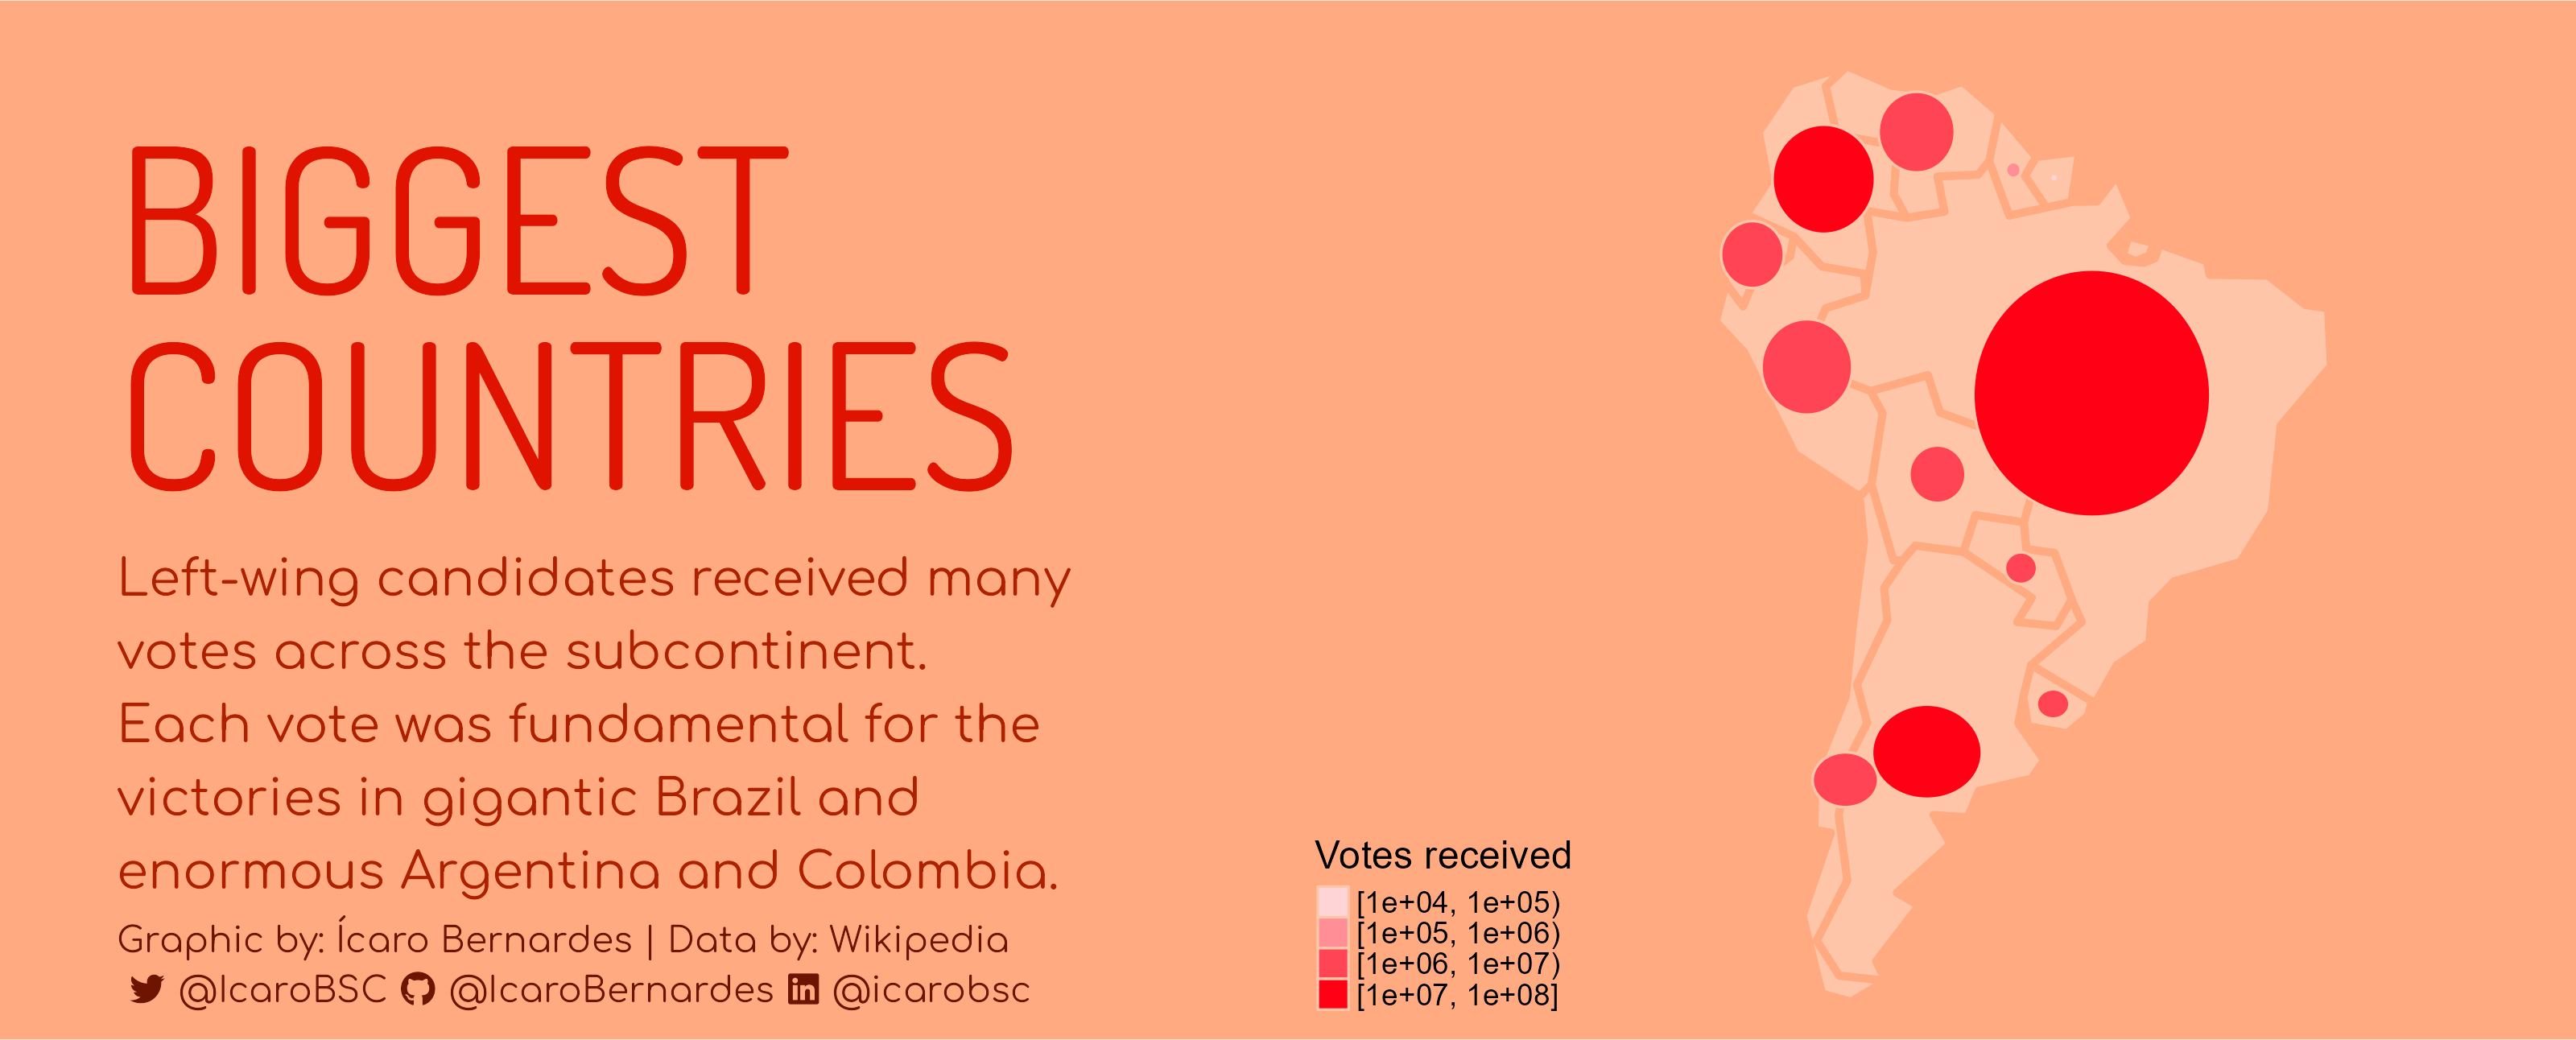 BIGGEST
COUNTRIES
Left-wing candidates received many
votes across the subcontinent.
Each vote was fundamental for the
victories in gigantic Brazil and
enormous Argentina and Colombia.
Graphic by: Ícaro Bernardes | Data by: Wikipedia
@IcaroBSC @IcaroBernardes in @icarobsc
Votes received
[1e+04, 1e+05)
[1e+05, 1e+06)
[1e+06, 1e+07)
[1e+07, 1e+08]